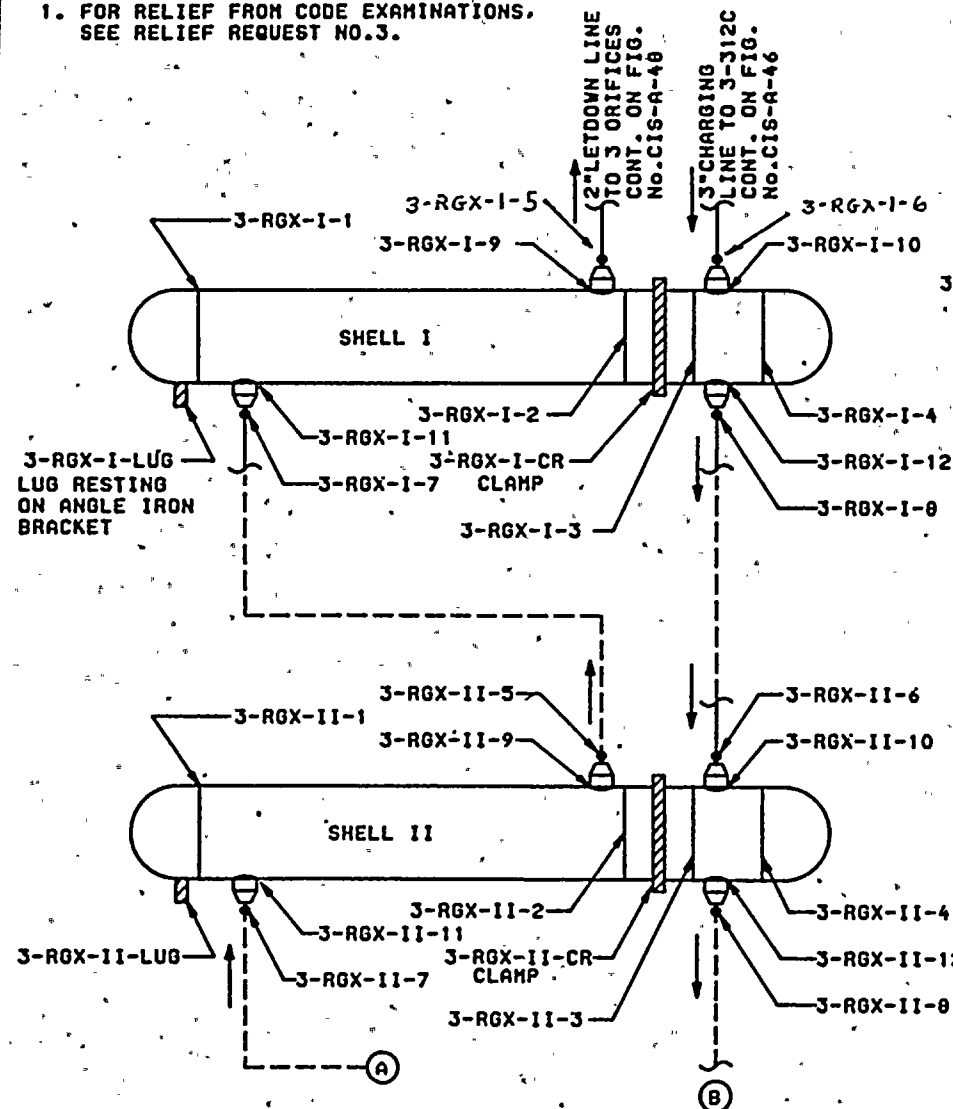 1. FOR RELIEF FROM CODE EXAMINATIONS,
SEE RELIEF REQUEST NO.3.
2"LETDOWN LINE
TO 3 ORIFICES
CONT. ON FIG.
No.CIS-A-48
3"CHARGING
LINE TO 3-312C
CONT. ON FIG.
No.CIS-A-46
3-RGX-I-1
3-RGX-I-5
3-RGX-I-6
3-RGX-I-9
3-RGX-I-10
3
SHELL I
3-RGX-I-2
3-RGX-I-4
3-RGX-I-11
3-RGX-I-LUG
LUG RESTING
ON ANGLE IRON
BRACKET
3-RGX-I-CR
CLAMP
3-RGX-I-12
3-RGX-I-7
3-RGX-I-8
3-RGX-I-3
3-RGX-II-5
3-RGX-II-6
3-RGX-II-1
3-RGX-II-9
3-RGX-II-10
SHELL II
3-RGX-II-2
3-RGX-II-4
3-RGX-II-11
3-RGX-II-LUG
3-RGX-II-CR
CLAMP
3-RGX-II-1
3-RGX-II-7
3-RGX-II-8
3-RGX-II-3
A
B